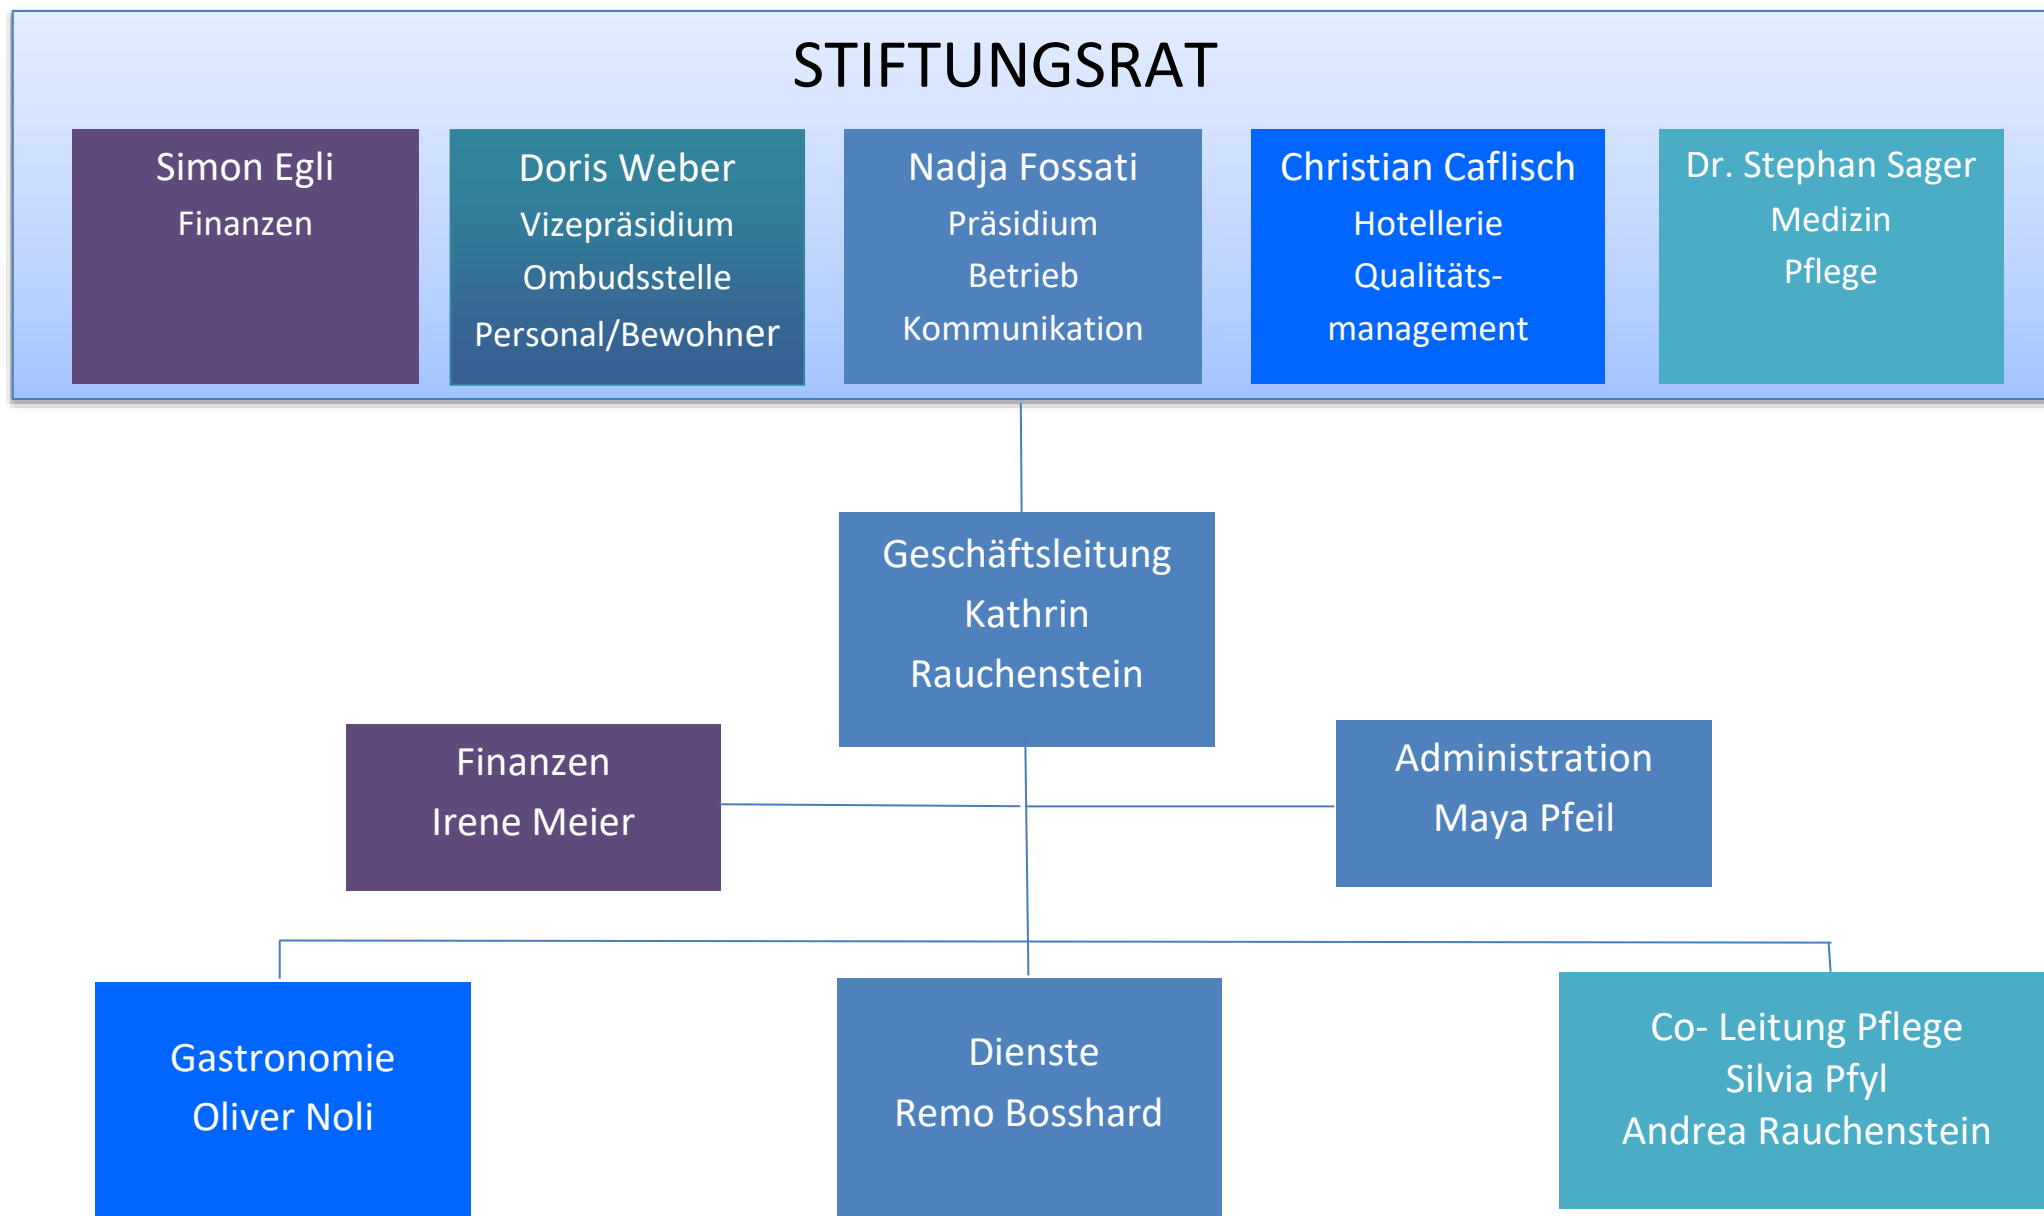 STIFTUNGSRAT
Simon Egli
Finanzen
Doris Weber
Vizepräsidium
Ombudsstelle
Personal/Bewohner
Nadja Fossati
Präsidium
Betrieb
Kommunikation
Christian Caflisch
Hotellerie
Qualitäts-
management
Dr. Stephan Sager
Medizin
Pflege
Geschäftsleitung
Kathrin
Rauchenstein
Finanzen
Irene Meier
Administration
Maya Pfeil
Gastronomie
Oliver Noli
Dienste
Remo Bosshard
Co- Leitung Pflege
Silvia Pfyl
Andrea Rauchenstein